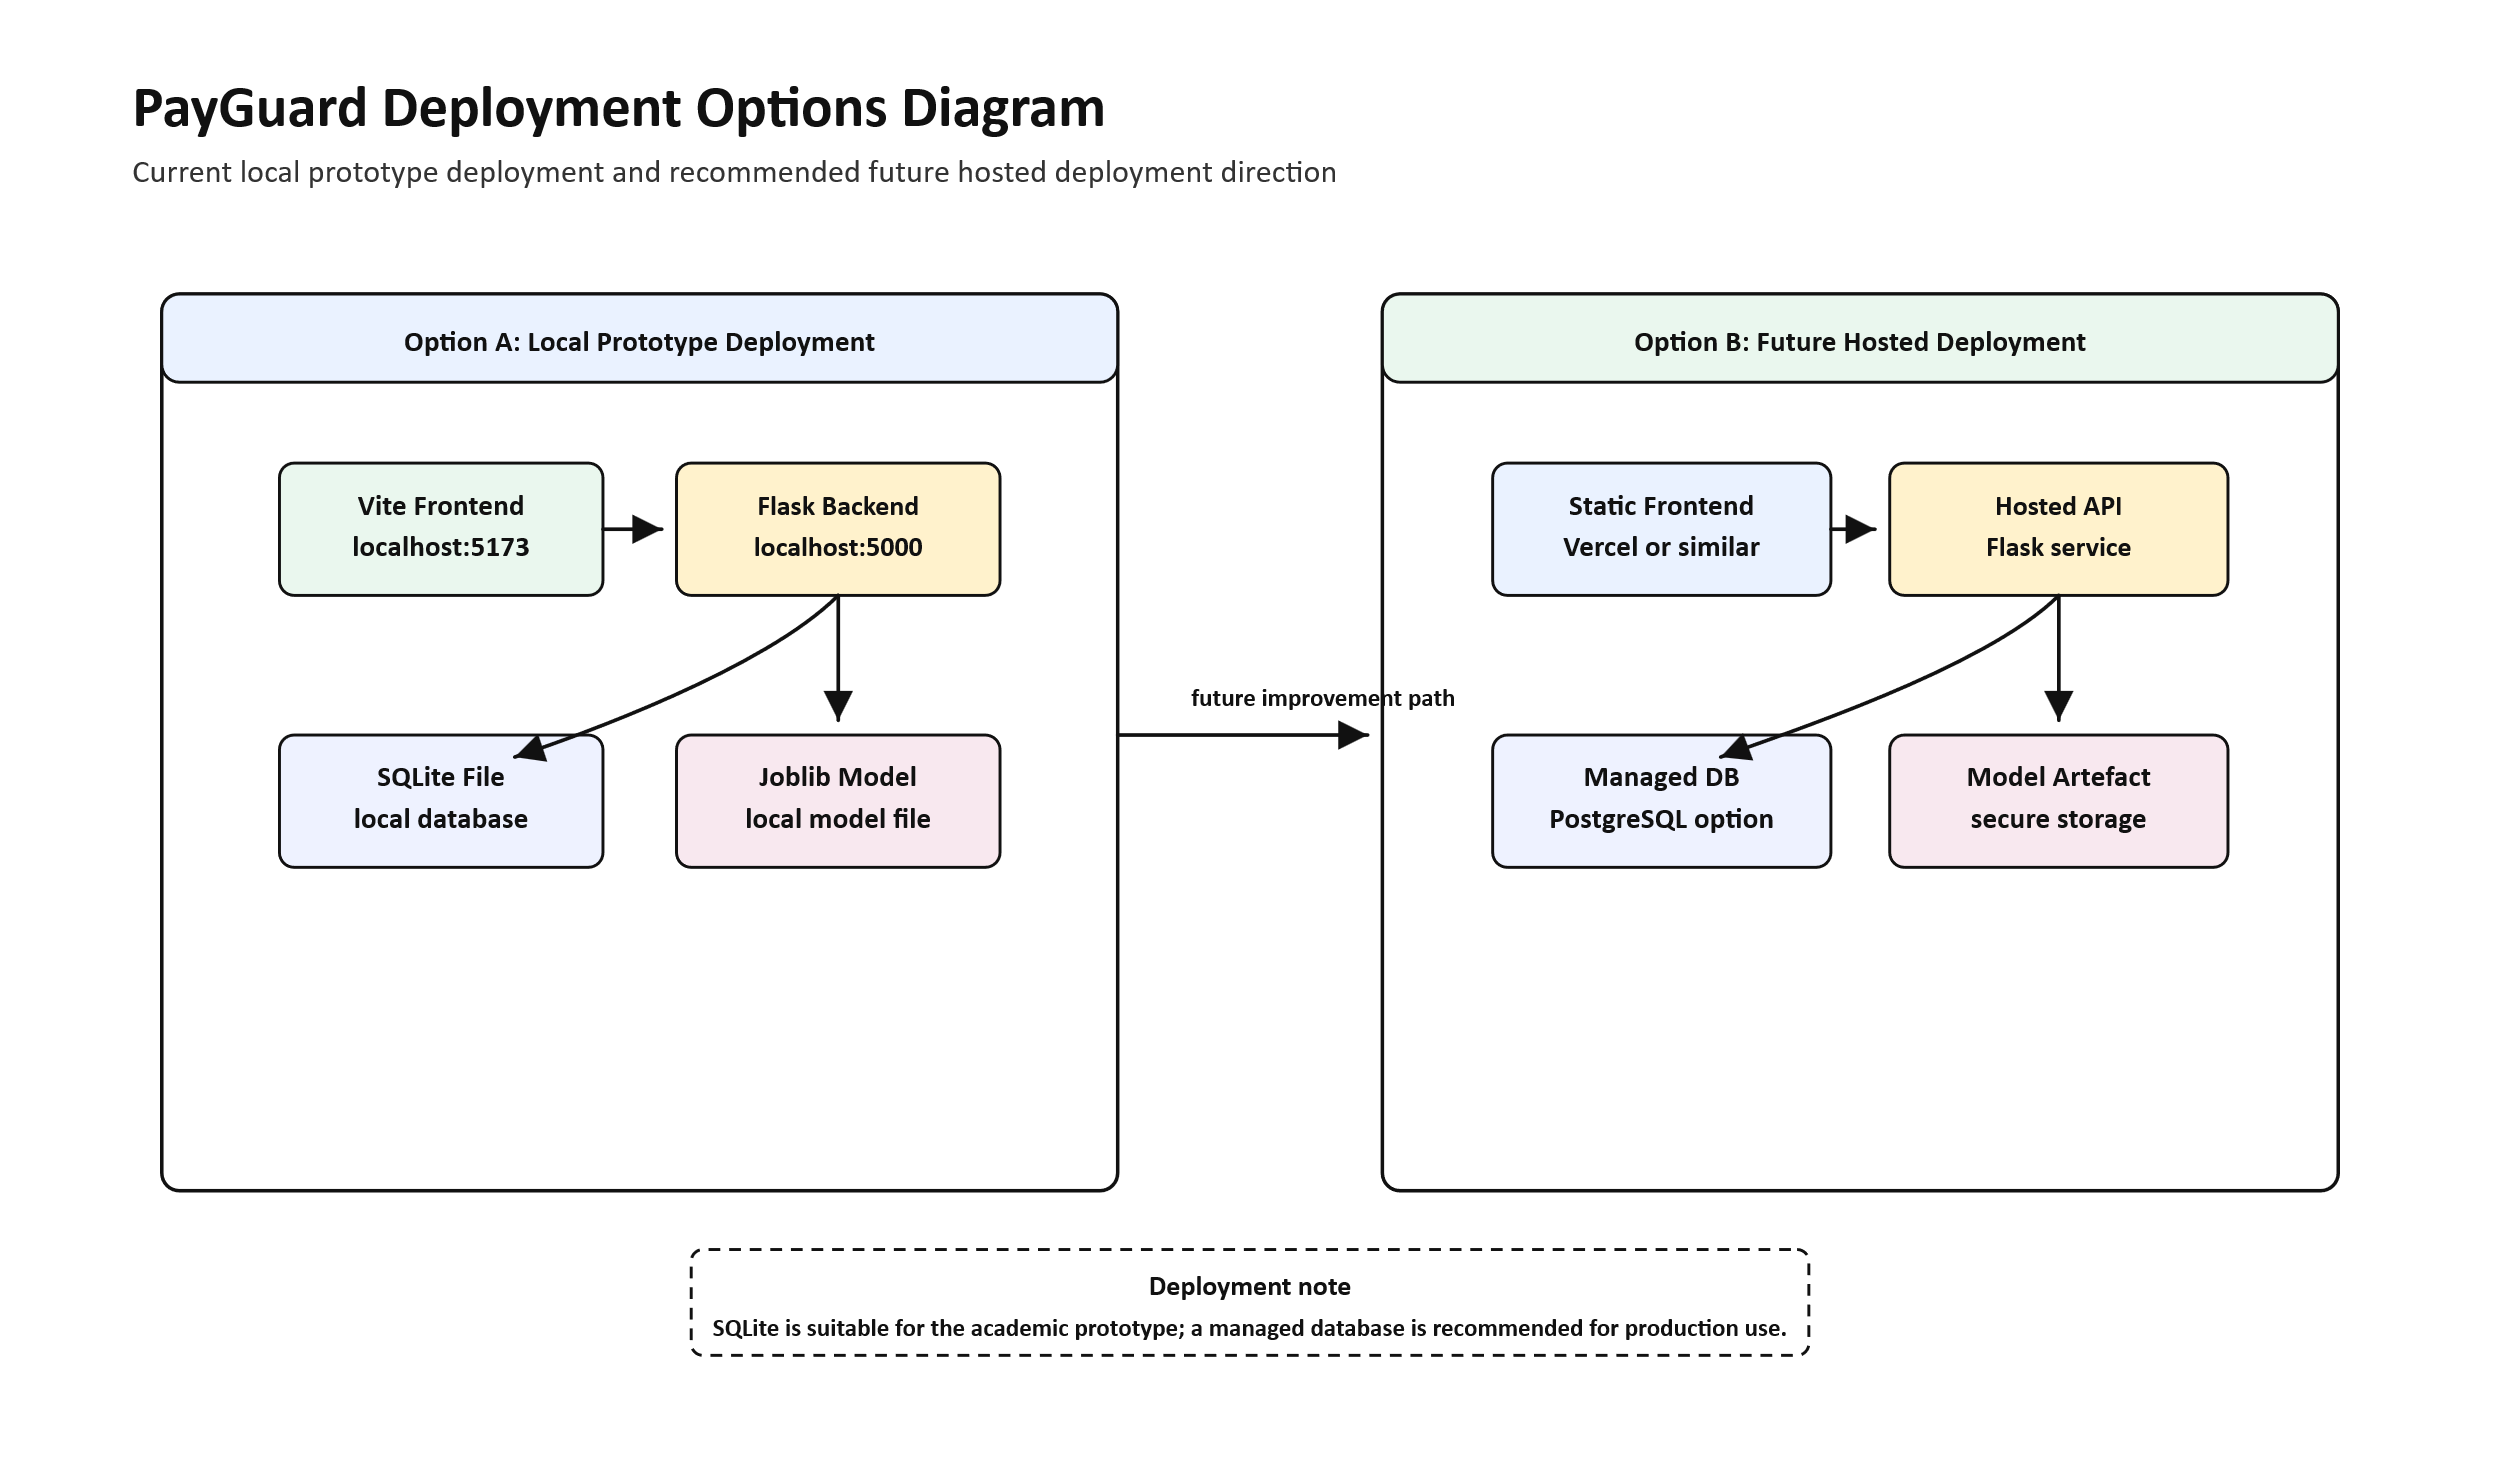 PayGuard Deployment Options Diagram
Current local prototype deployment and recommended future hosted deployment direction
Option A: Local Prototype Deployment
Vite Frontend
localhost:5173
Flask Backend
localhost:5000
SQLite File
local database
Joblib Model
local model file
future improvement path
Option B: Future Hosted Deployment
Static Frontend
Vercel or similar
Hosted API
Flask service
Managed DB
PostgreSQL option
Model Artefact
secure storage
Deployment note
SQLite is suitable for the academic prototype; a managed database is recommended for production use.